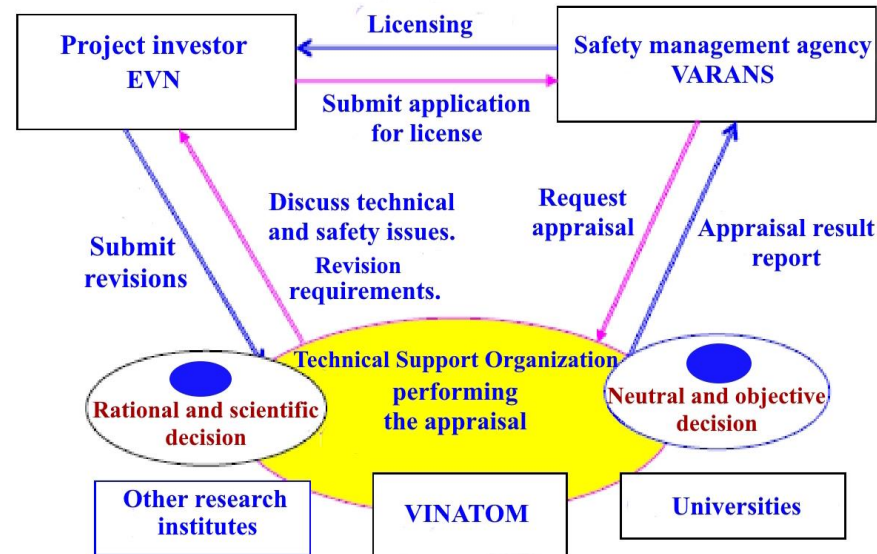 Project investor
EVN
Licensing
Safety management agency
VARANS
Submit application
for license
Submit
revisions
Discuss technical
and safety issues.
Revision
requirements.
Request
appraisal
Appraisal result
report
Technical Support Organization
performing
the appraisal
Rational and scientific
decision
Neutral and objective
decision
Other research
institutes
VINATOM
Universities